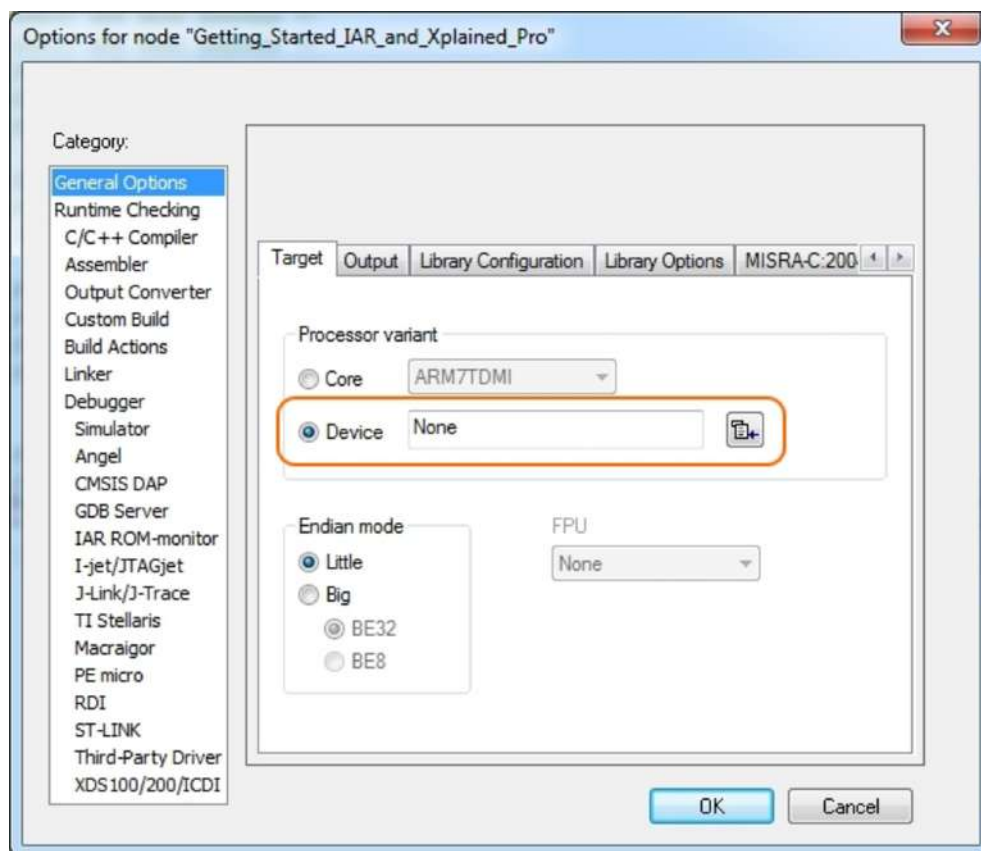 Options for node "Getting_Started_IAR_and_Xplained_Pro"
Category:
General Options
Runtime Checking
C/C++ Compiler
Assembler
Output Converter
Custom Build
Build Actions
Linker
Debugger
Simulator
Angel
CMSIS DAP
GDB Server
IAR ROM-monitor
I-jet/JTAGjet
J-Link/J-Trace
TI Stellaris
Macraigor
PE micro
RDI
ST-LINK
Third-Party Driver
XDS100/200/ICDI
Target Output Library Configuration Library Options MISRA-C:200
Processor variant
Core ARM7TDMI
Device None
Endian mode
Little
Big
BE32
BE8
FPU
None
OK Cancel